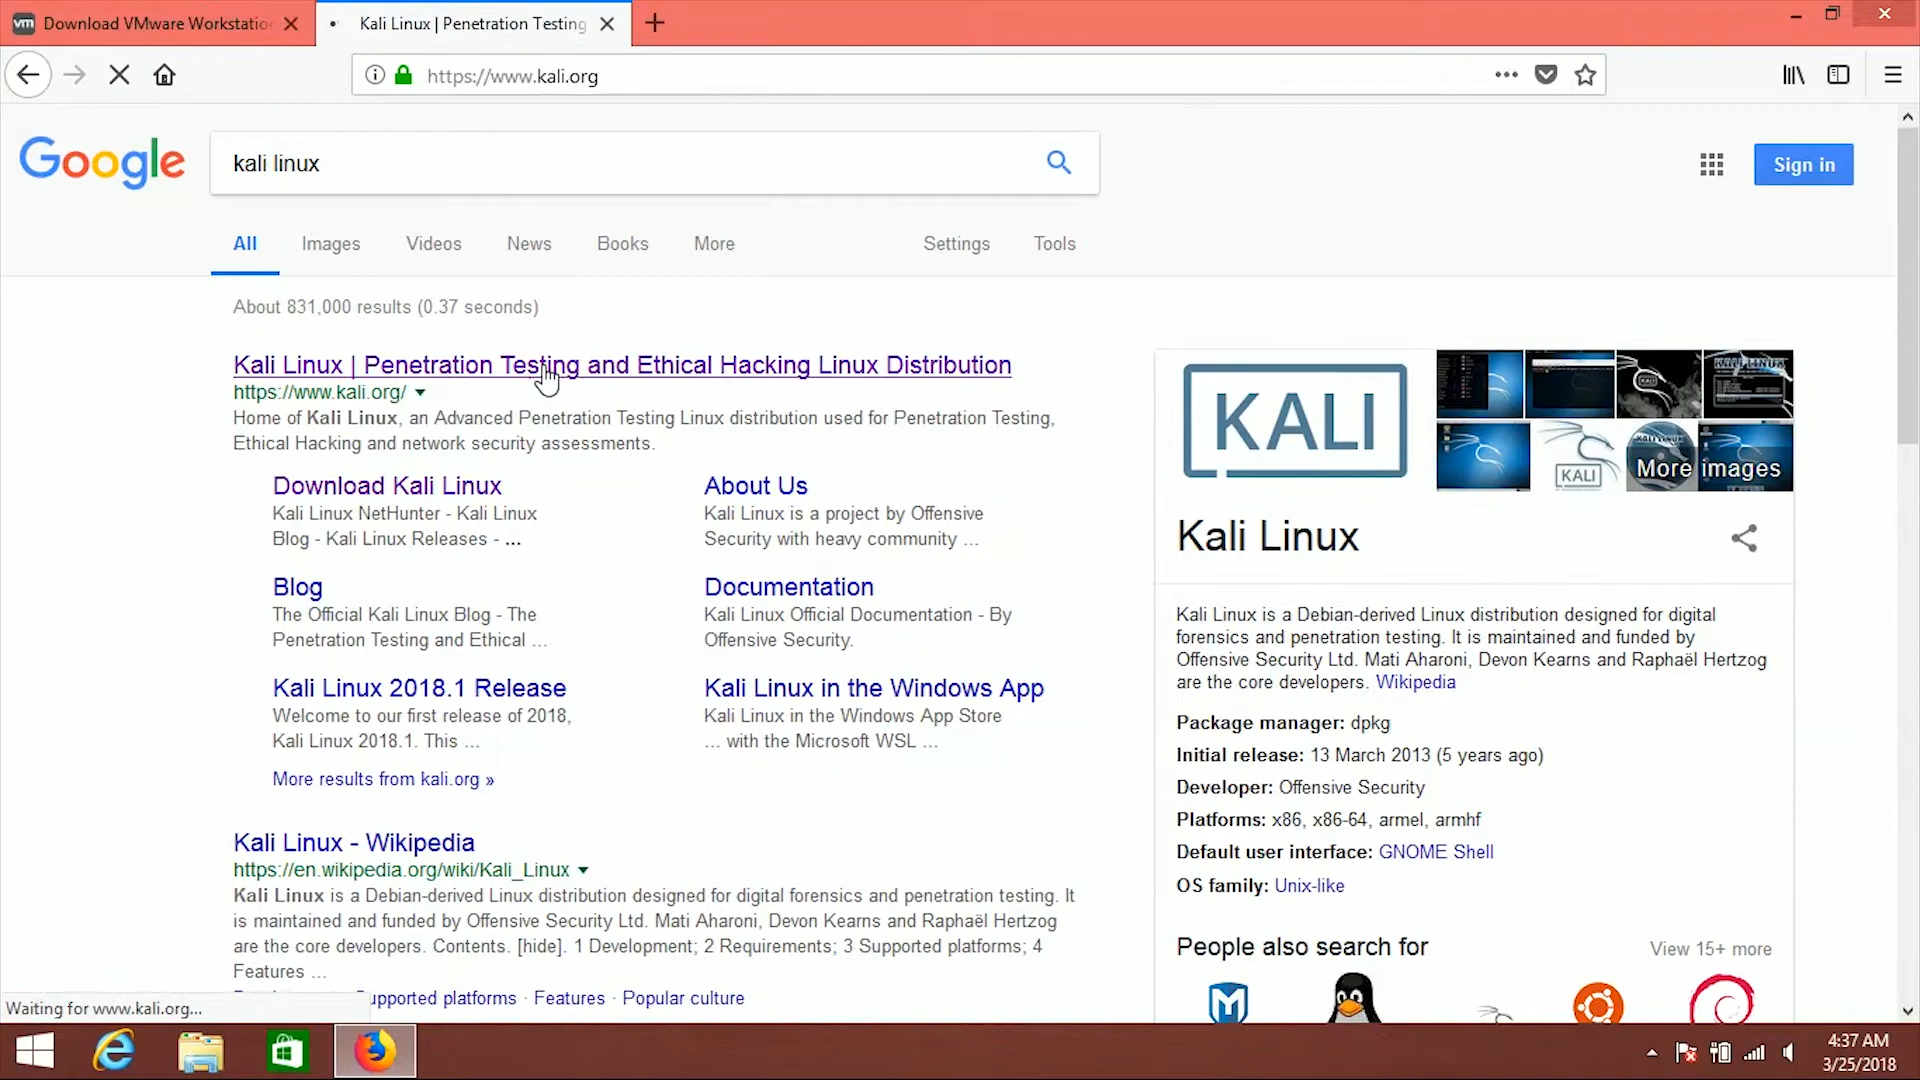 Download VMware Workstatio
Kali Linux | Penetration Testing
https://www.kali.org
Google
kali linux
Sign in
All
Images
Videos
News
Books
More
Settings
Tools
About 831,000 results (0.37 seconds)
Kali Linux | Penetration Testing and Ethical Hacking Linux Distribution
https://www.kali.org/
Home of Kali Linux, an Advanced Penetration Testing Linux distribution used for Penetration Testing,
Ethical Hacking and network security assessments.
Download Kali Linux
Kali Linux NetHunter - Kali Linux
Blog - Kali Linux Releases - ...
About Us
Kali Linux is a project by Offensive
Security with heavy community ...
Blog
The Official Kali Linux Blog - The
Penetration Testing and Ethical ...
Documentation
Kali Linux Official Documentation - By
Offensive Security.
Kali Linux 2018.1 Release
Welcome to our first release of 2018,
Kali Linux 2018.1. This ...
Kali Linux in the Windows App
Kali Linux in the Windows App Store
... with the Microsoft WSL ...
More results from kali.org »
Kali Linux - Wikipedia
https://en.wikipedia.org/wiki/Kali_Linux
Kali Linux is a Debian-derived Linux distribution designed for digital forensics and penetration testing. It
is maintained and funded by Offensive Security Ltd. Mati Aharoni, Devon Kearns and Raphaël Hertzog
are the core developers. Contents. [hide]. 1 Development; 2 Requirements; 3 Supported platforms; 4
Features ...
upported platforms · Features · Popular culture
KALI
KALI
More images
Kali Linux
Kali Linux is a Debian-derived Linux distribution designed for digital
forensics and penetration testing. It is maintained and funded by
Offensive Security Ltd. Mati Aharoni, Devon Kearns and Raphaël Hertzog
are the core developers. Wikipedia
Package manager: dpkg
Initial release: 13 March 2013 (5 years ago)
Developer: Offensive Security
Platforms: x86, x86-64, armel, armhf
Default user interface: GNOME Shell
OS family: Unix-like
People also search for
View 15+ more
Waiting for www.kali.org...
4:37 AM
3/25/2018